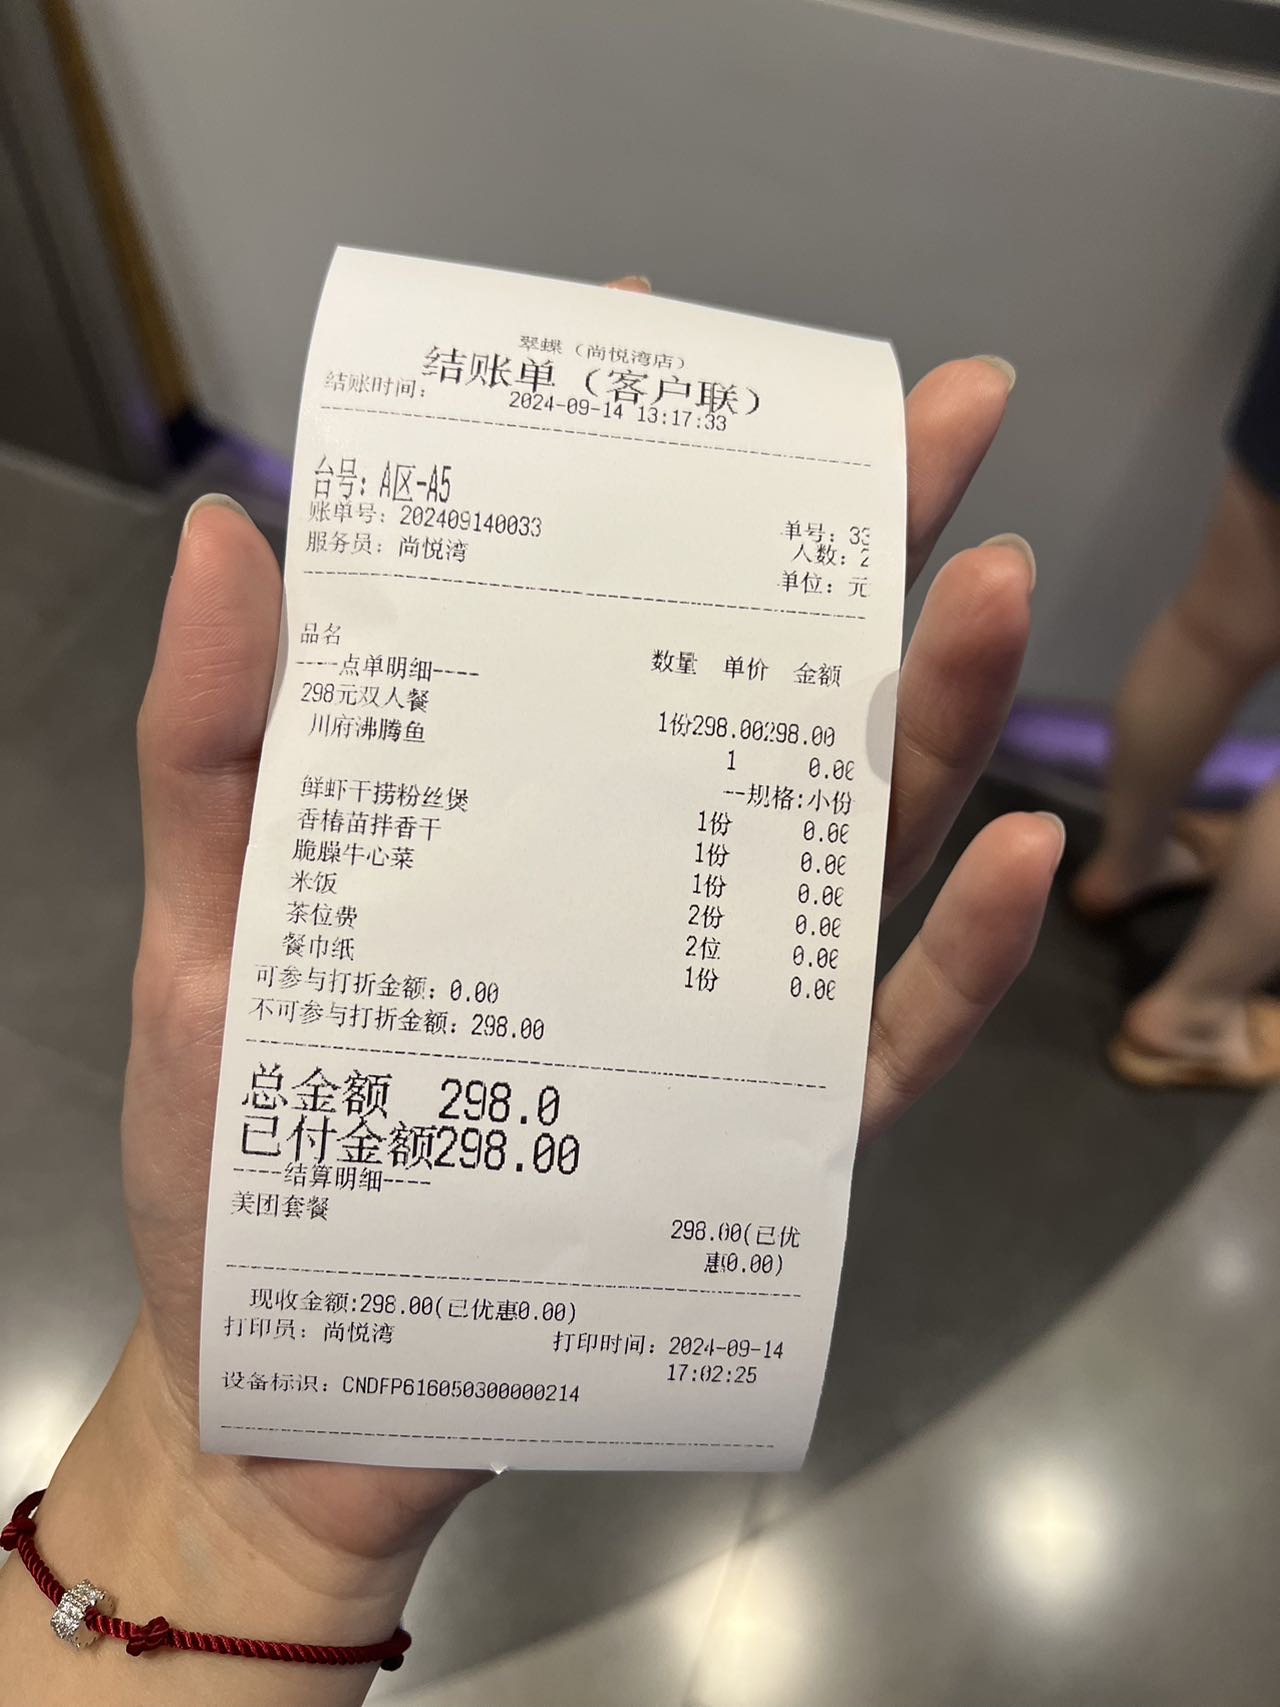 翠蝶（尚悦湾店）
结账单（客户联）
结账时间： 2024-09-14 13:17:33
台号：A区-A5
账单号：202409140033 单号：33
服务员：尚悦湾 人数：2
单位：元
品名 数量 单价 金额
----点单明细----
298元双人餐 1份298.00298.00
川府沸腾鱼 1 0.00
--规格:小份
鲜虾干捞粉丝煲 1份 0.00
香椿苗拌香干 1份 0.00
脆臊牛心菜 1份 0.00
米饭 2份 0.00
茶位费 2位 0.00
餐巾纸 1份 0.00
可参与打折金额：0.00
不可参与打折金额：298.00
总金额 298.0
已付金额298.00
----结算明细----
美团套餐 298.00(已优
惠0.00)
现收金额:298.00(已优惠0.00)
打印员：尚悦湾 打印时间：2024-09-14
17:02:25
设备标识：CNDFP616050300000214